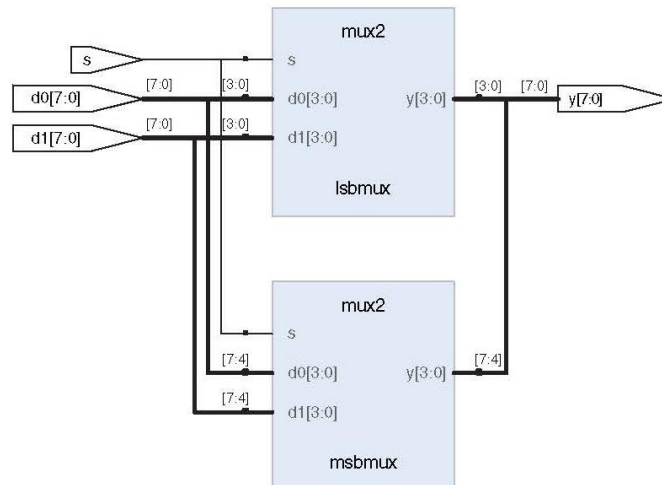 mux2
s
s
[7:0]
[3:0]
[3:0]
[7:0]
d0[7:0]
d0[3:0]
y[3:0]
y[7:0]
[7:0]
[3:0]
d1[7:0]
d1[3:0]
lsbmux
mux2
s
[7:4]
[7:4]
d0[3:0]
y[3:0]
[7:4]
d1[3:0]
msbmux